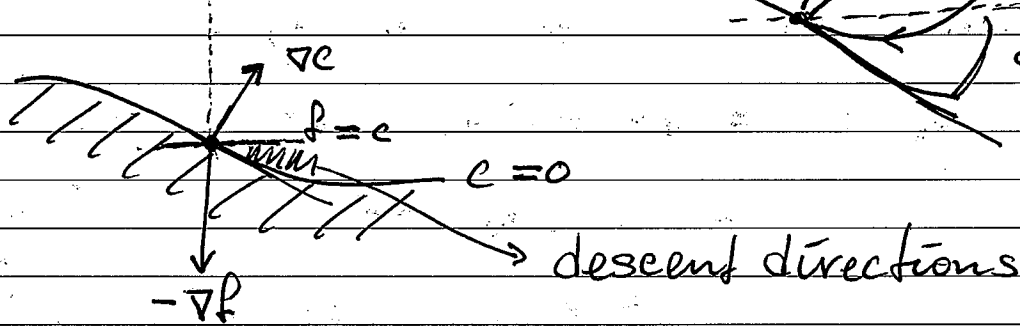 ∇c
f = c
c = 0
descent directions
-∇f